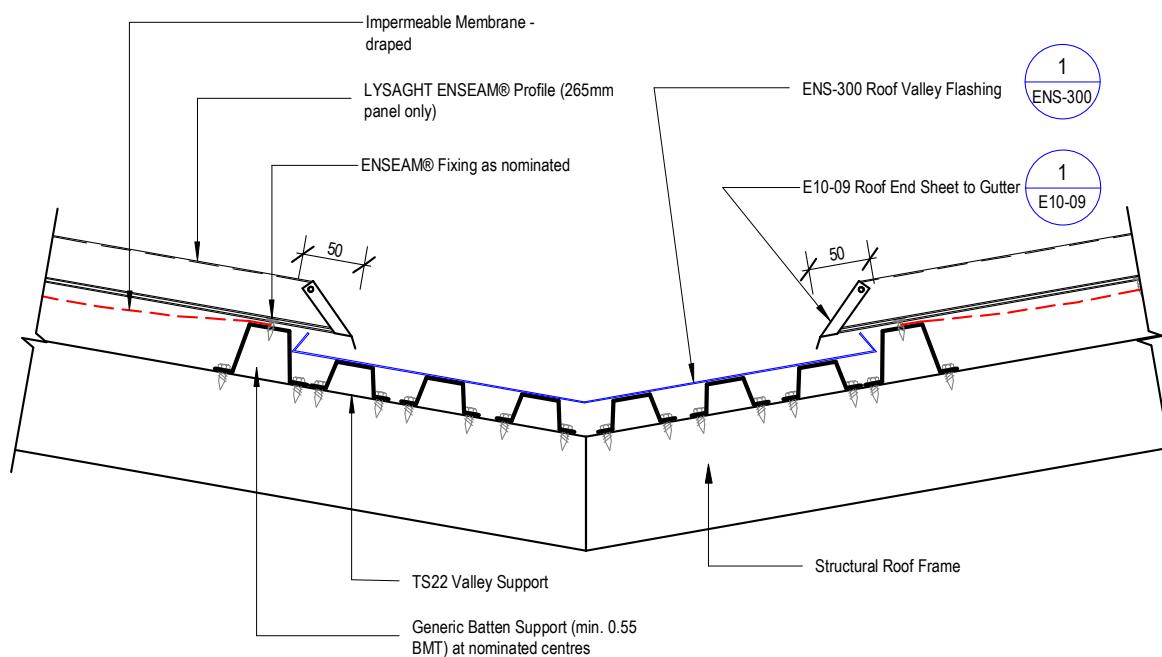 Impermeable Membrane -
draped
LYSAGHT ENSEAM® Profile (265mm
panel only)
ENSEAM® Fixing as nominated
ENS-300 Roof Valley Flashing
1
ENS-300
E10-09 Roof End Sheet to Gutter
1
E10-09
50
50
TS22 Valley Support
Structural Roof Frame
Generic Batten Support (min. 0.55
BMT) at nominated centres